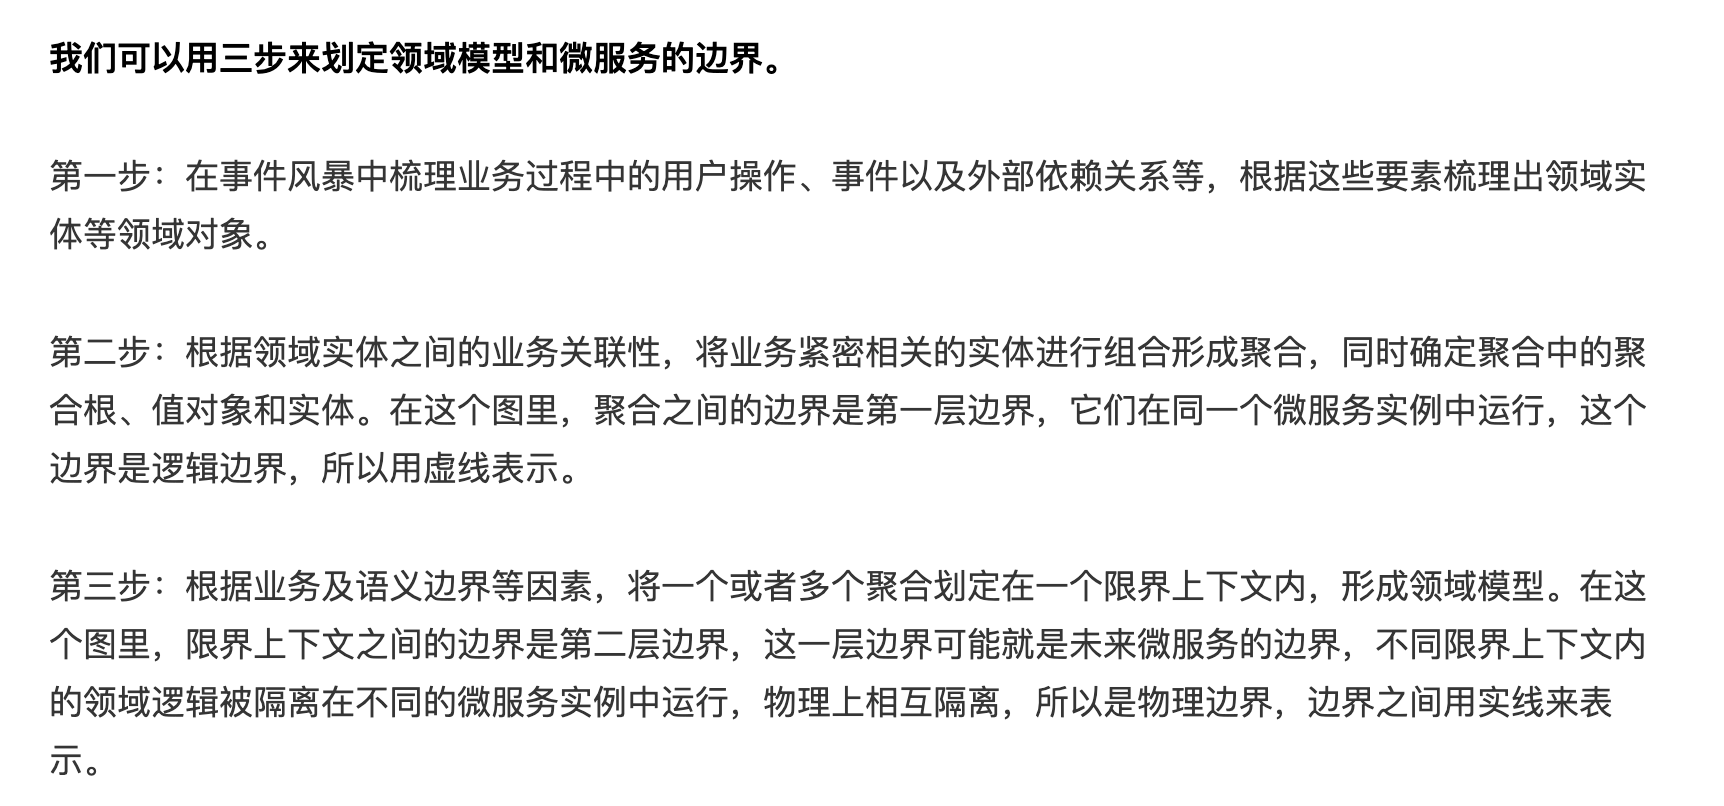 我们可以用三步来划定领域模型和微服务的边界。
第一步：在事件风暴中梳理业务过程中的用户操作、事件以及外部依赖关系等，根据这些要素梳理出领域实
体等领域对象。
第二步：根据领域实体之间的业务关联性，将业务紧密相关的实体进行组合形成聚合，同时确定聚合中的聚
合根、值对象和实体。在这个图里，聚合之间的边界是第一层边界，它们在同一个微服务实例中运行，这个
边界是逻辑边界，所以用虚线表示。
第三步：根据业务及语义边界等因素，将一个或者多个聚合划定在一个限界上下文内，形成领域模型。在这
个图里，限界上下文之间的边界是第二层边界，这一层边界可能就是未来微服务的边界，不同限界上下文内
的领域逻辑被隔离在不同的微服务实例中运行，物理上相互隔离，所以是物理边界，边界之间用实线来表
示。